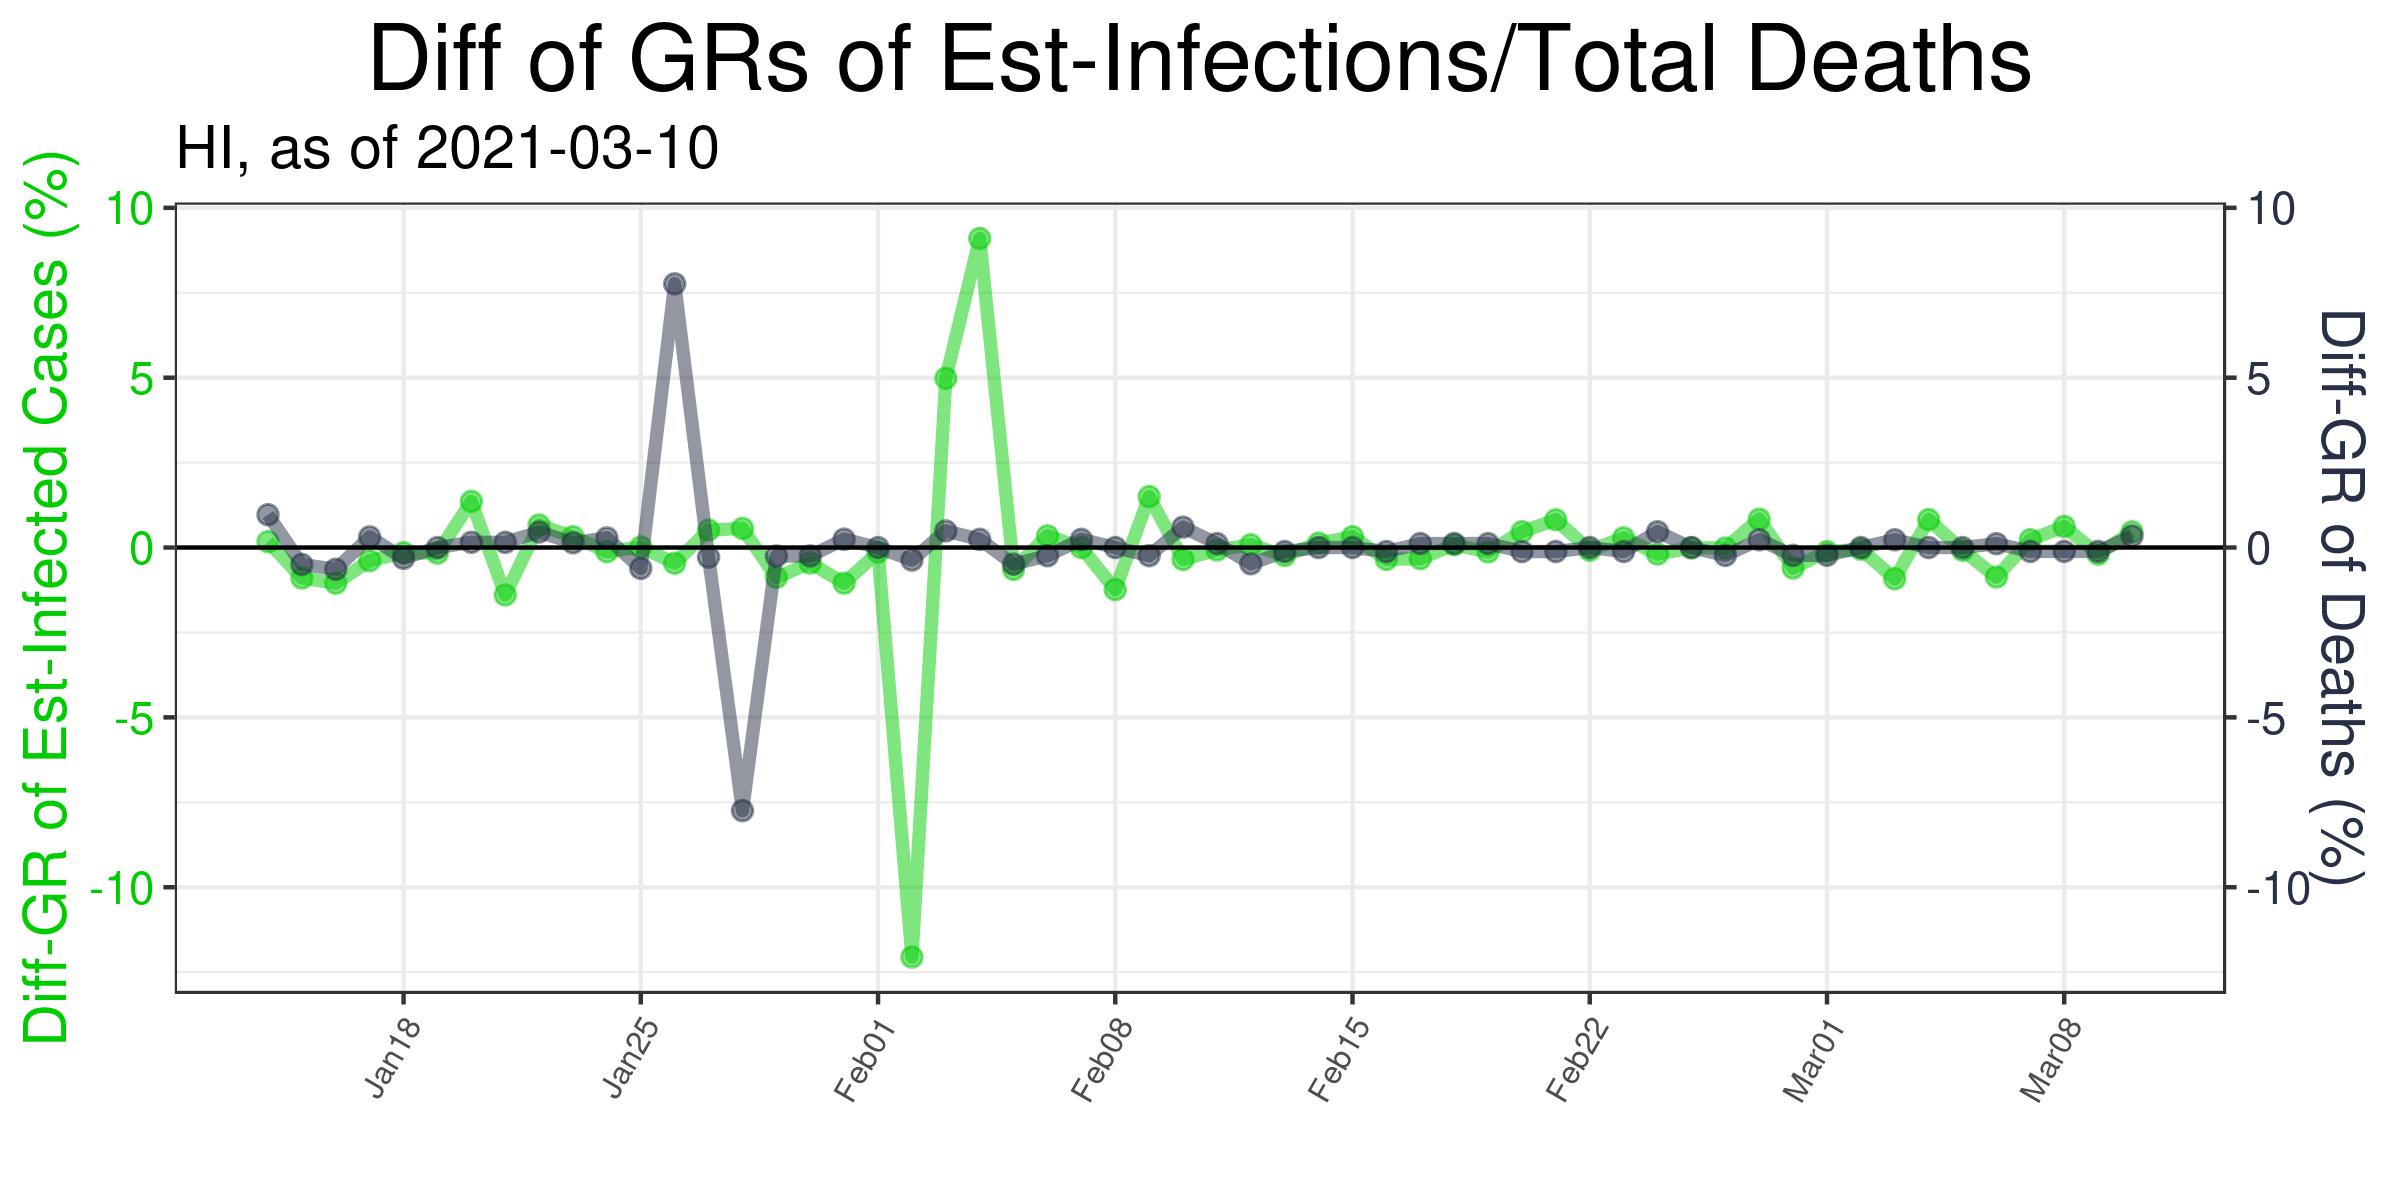 Diff of GRs of Est-Infections/Total Deaths
HI, as of 2021-03-10
Diff-GR of Est-Infected Cases (%)
10
5
0
-5
-10
10
5
0
-5
-10
Diff-GR of Deaths (%)
Jan18
Jan25
Feb01
Feb08
Feb15
Feb22
Mar01
Mar08